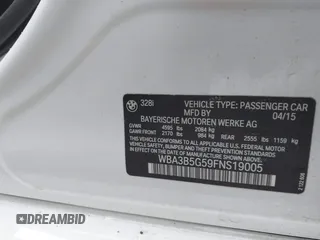 328i
VEHICLE TYPE: PASSENGER CAR
MFD BY 04/15
BAYERISCHE MOTOREN WERKE AG
GVWR 4595 lbs 2084 kg
GAWR FRONT 2170 lbs 984 kg REAR 2555 lbs 1159 kg
THIS VEHICLE CONFORMS TO ALL APPLICABLE
U.S. FEDERAL MOTOR VEHICLE SAFETY, BUMPER,
AND THEFT PREVENTION STANDARDS IN EFFECT ON
THE DATE OF MANUFACTURE SHOWN ABOVE
WBA3B5G59FNS19005
DID.CARS